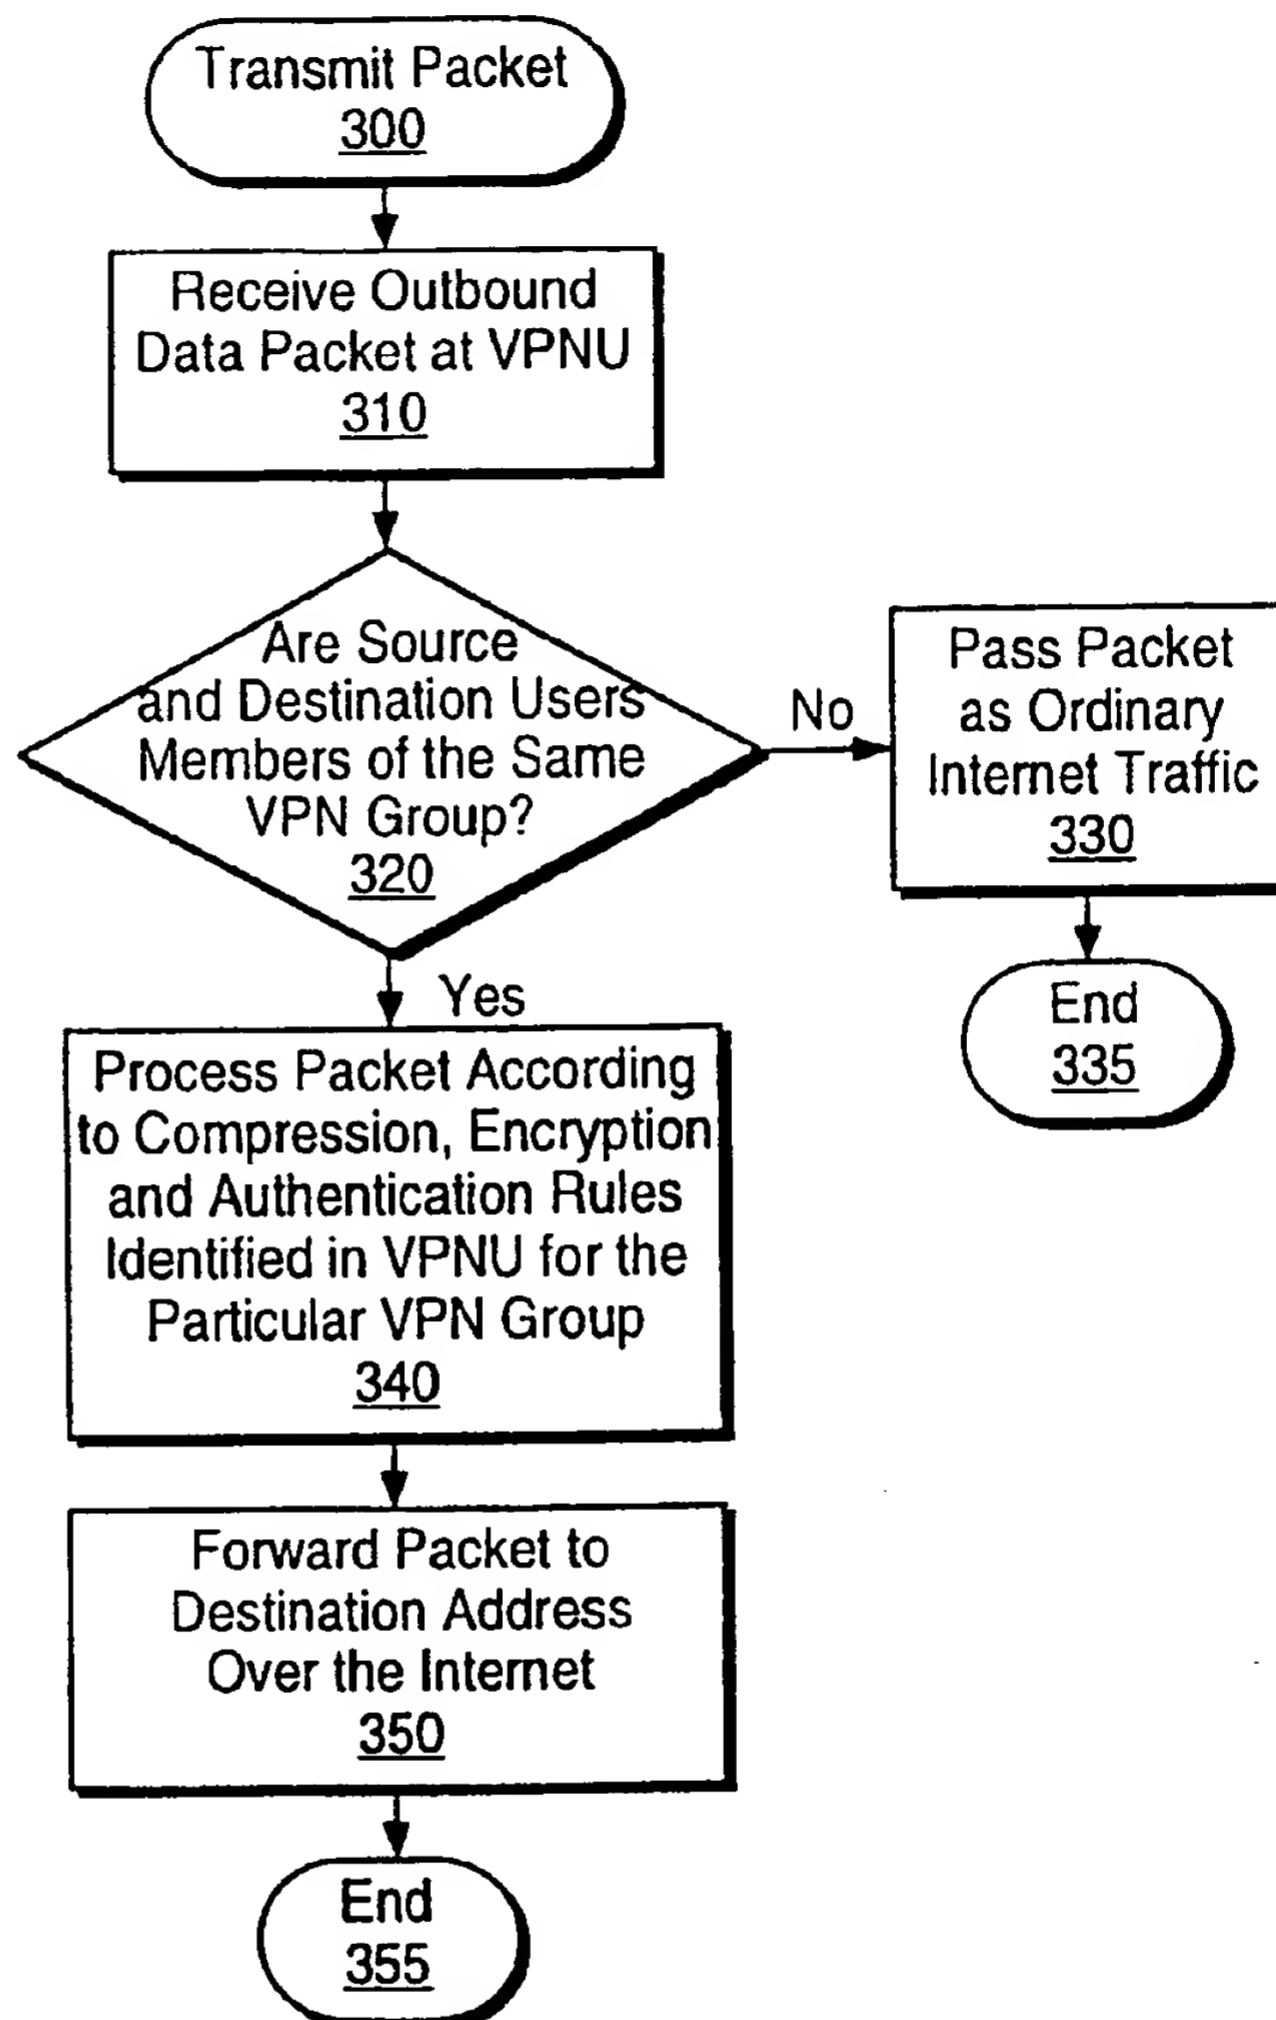 Transmit Packet
300
Receive Outbound
Data Packet at VPNU
310
Are Source
and Destination Users
Members of the Same
VPN Group?
320
No
Pass Packet
as Ordinary
Internet Traffic
330
End
335
Yes
Process Packet According
to Compression, Encryption
and Authentication Rules
Identified in VPNU for the
Particular VPN Group
340
Forward Packet to
Destination Address
Over the Internet
350
End
355